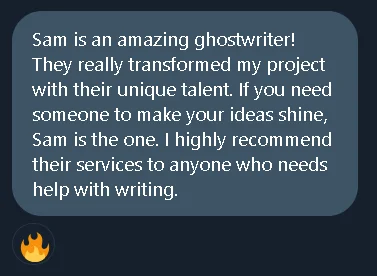 Sam is an amazing ghostwriter!
They really transformed my project
with their unique talent. If you need
someone to make your ideas shine,
Sam is the one. I highly recommend
their services to anyone who needs
help with writing.